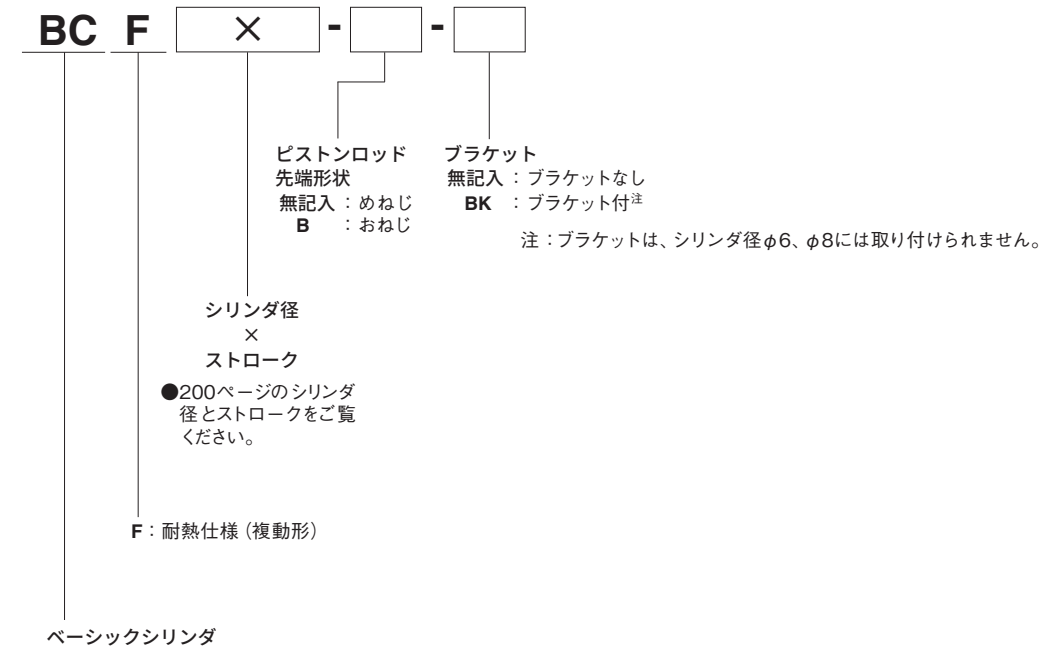 BC F × - -
ピストンロッド
先端形状
無記入：めねじ
B ：おねじ
ブラケット
無記入：ブラケットなし
BK ：ブラケット付注
注：ブラケットは、シリンダ径φ6、φ8には取り付けられません。
シリンダ径
×
ストローク
●200ページのシリンダ
径とストロークをご覧
ください。
F：耐熱仕様（複動形）
ベーシックシリンダ